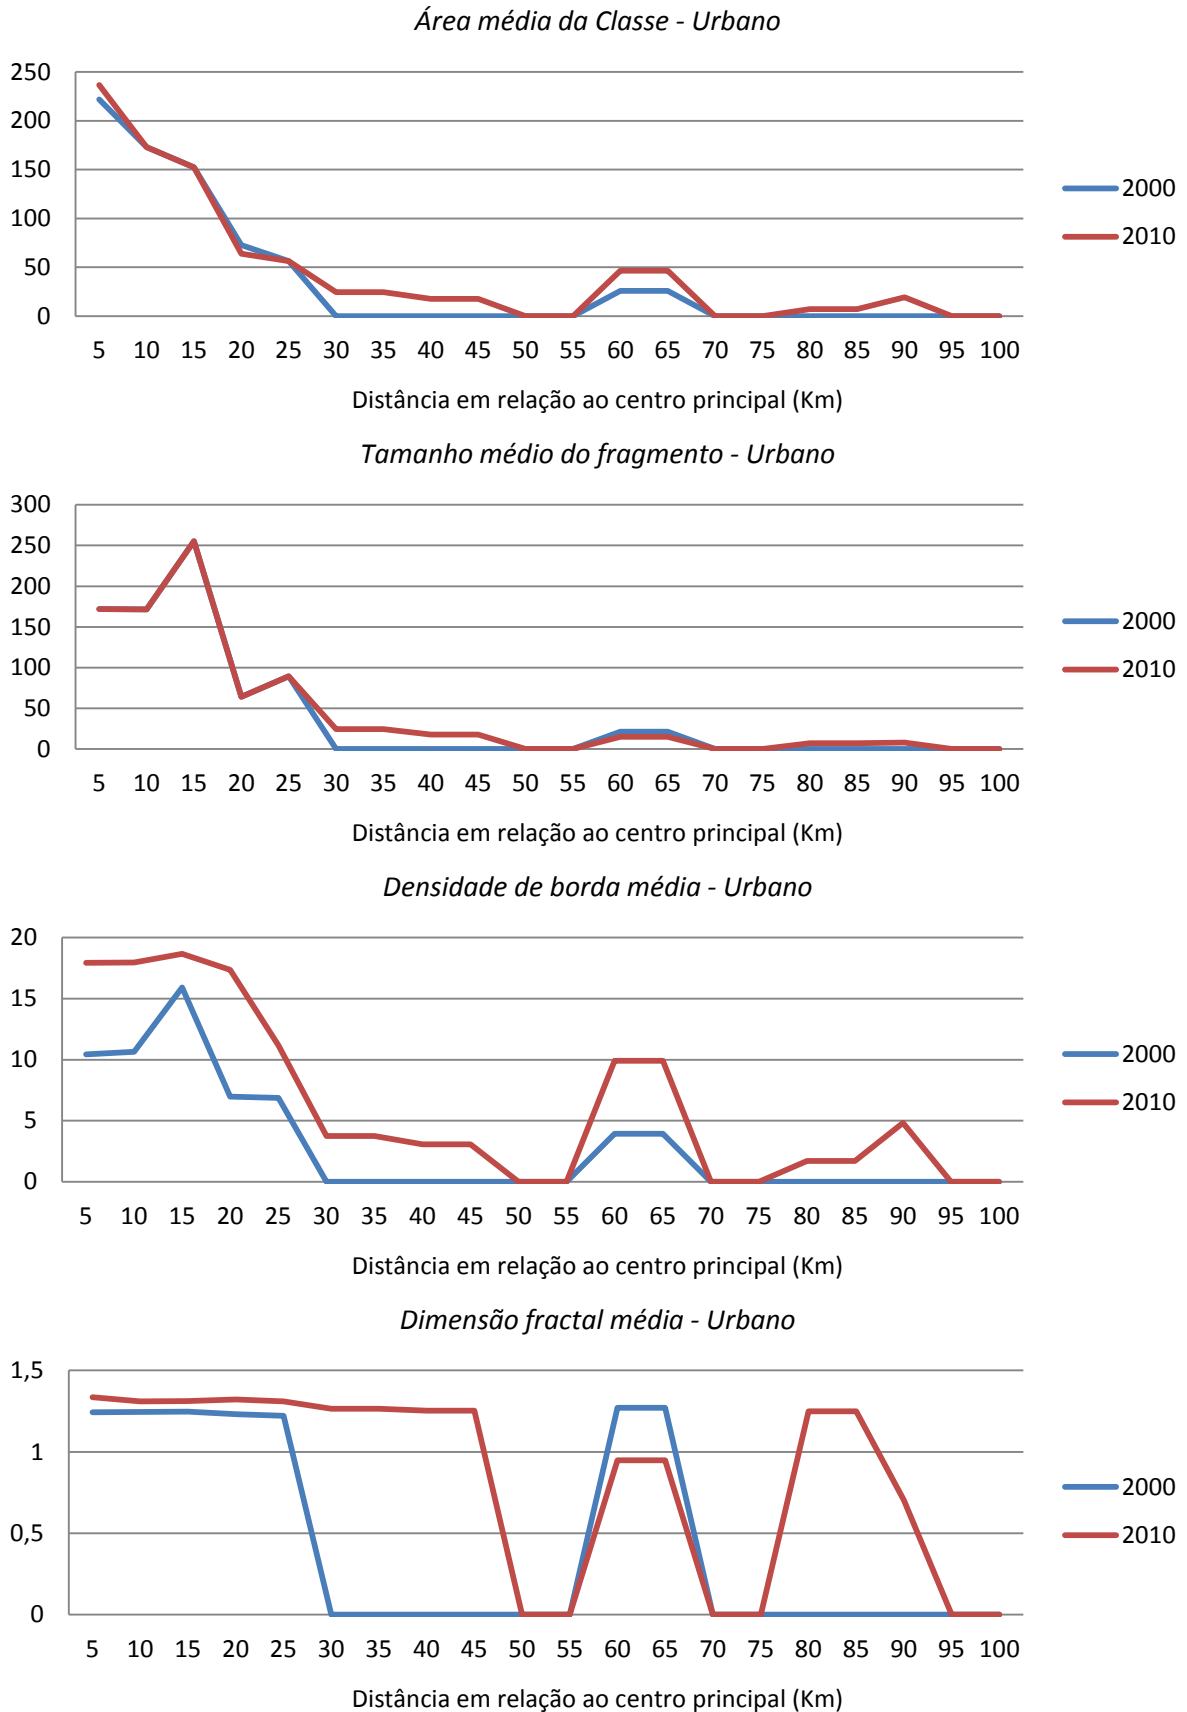 Área média da Classe - Urbano
250
200
150
100
50
0
5 10 15 20 25 30 35 40 45 50 55 60 65 70 75 80 85 90 95 100
Distância em relação ao centro principal (Km)
2000
2010
Tamanho médio do fragmento - Urbano
300
250
200
150
100
50
0
5 10 15 20 25 30 35 40 45 50 55 60 65 70 75 80 85 90 95 100
Distância em relação ao centro principal (Km)
2000
2010
Densidade de borda média - Urbano
20
15
10
5
0
5 10 15 20 25 30 35 40 45 50 55 60 65 70 75 80 85 90 95 100
Distância em relação ao centro principal (Km)
2000
2010
Dimensão fractal média - Urbano
1,5
1
0,5
0
5 10 15 20 25 30 35 40 45 50 55 60 65 70 75 80 85 90 95 100
Distância em relação ao centro principal (Km)
2000
2010